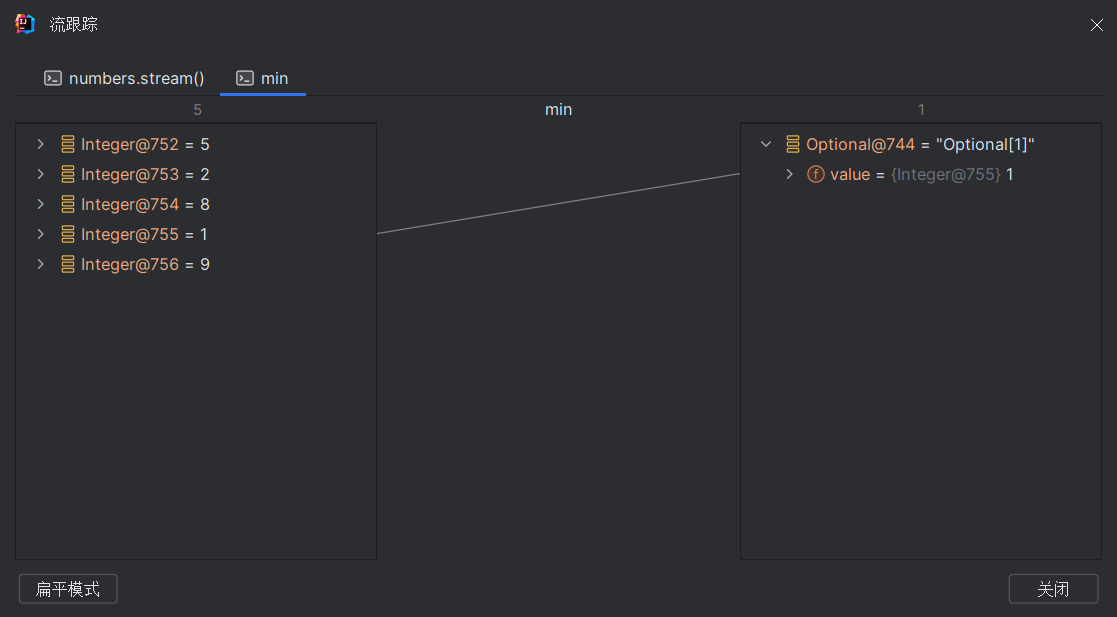 流跟踪
numbers.stream() min
5 min 1
Integer@752 = 5
Integer@753 = 2
Integer@754 = 8
Integer@755 = 1
Integer@756 = 9
Optional@744 = "Optional[1]"
f value = {Integer@755} 1
扁平模式
关闭